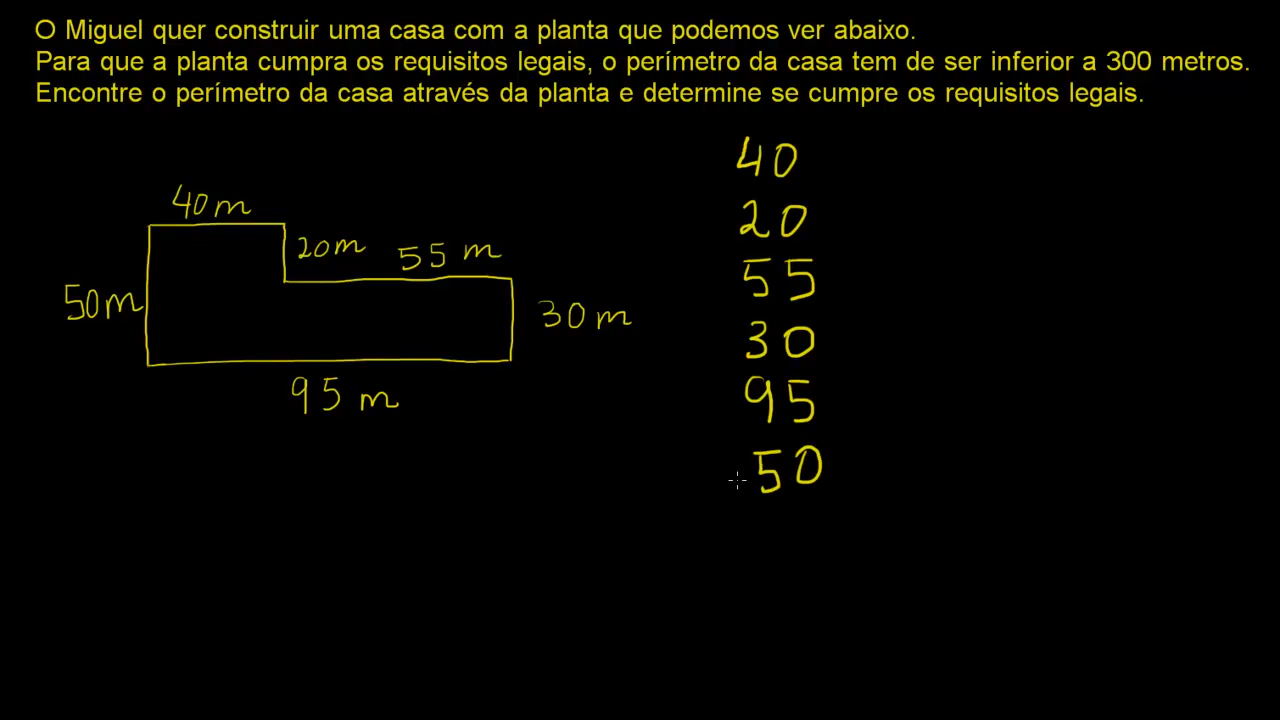 O Miguel quer construir uma casa com a planta que podemos ver abaixo.
Para que a planta cumpra os requisitos legais, o perímetro da casa tem de ser inferior a 300 metros.
Encontre o perímetro da casa através da planta e determine se cumpre os requisitos legais.
40m
20m
55 m
50m
30m
95 m
40
20
55
30
95
50